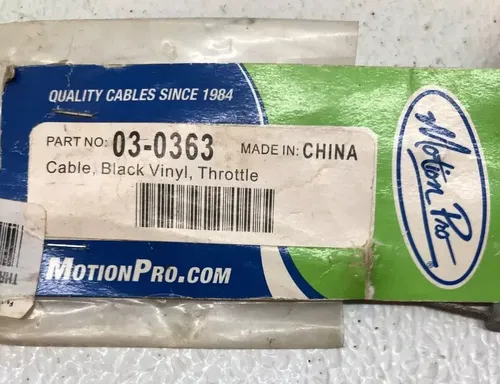 QUALITY CABLES SINCE 1984
PART NO: 03-0363 MADE IN: CHINA
Cable, Black Vinyl, Throttle
MOTIONPRO.COM
Motion Pro